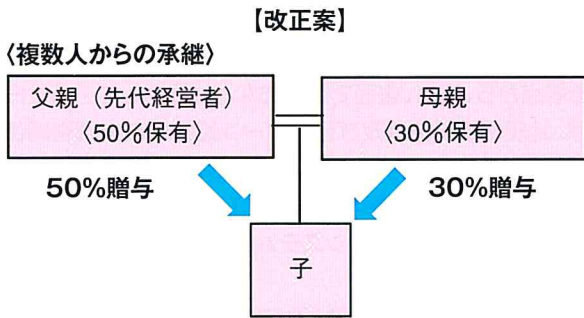 【改正案】
〈複数人からの承継〉
父親（先代経営者）
〈50%保有〉
母親
〈30%保有〉
50%贈与
30%贈与
子